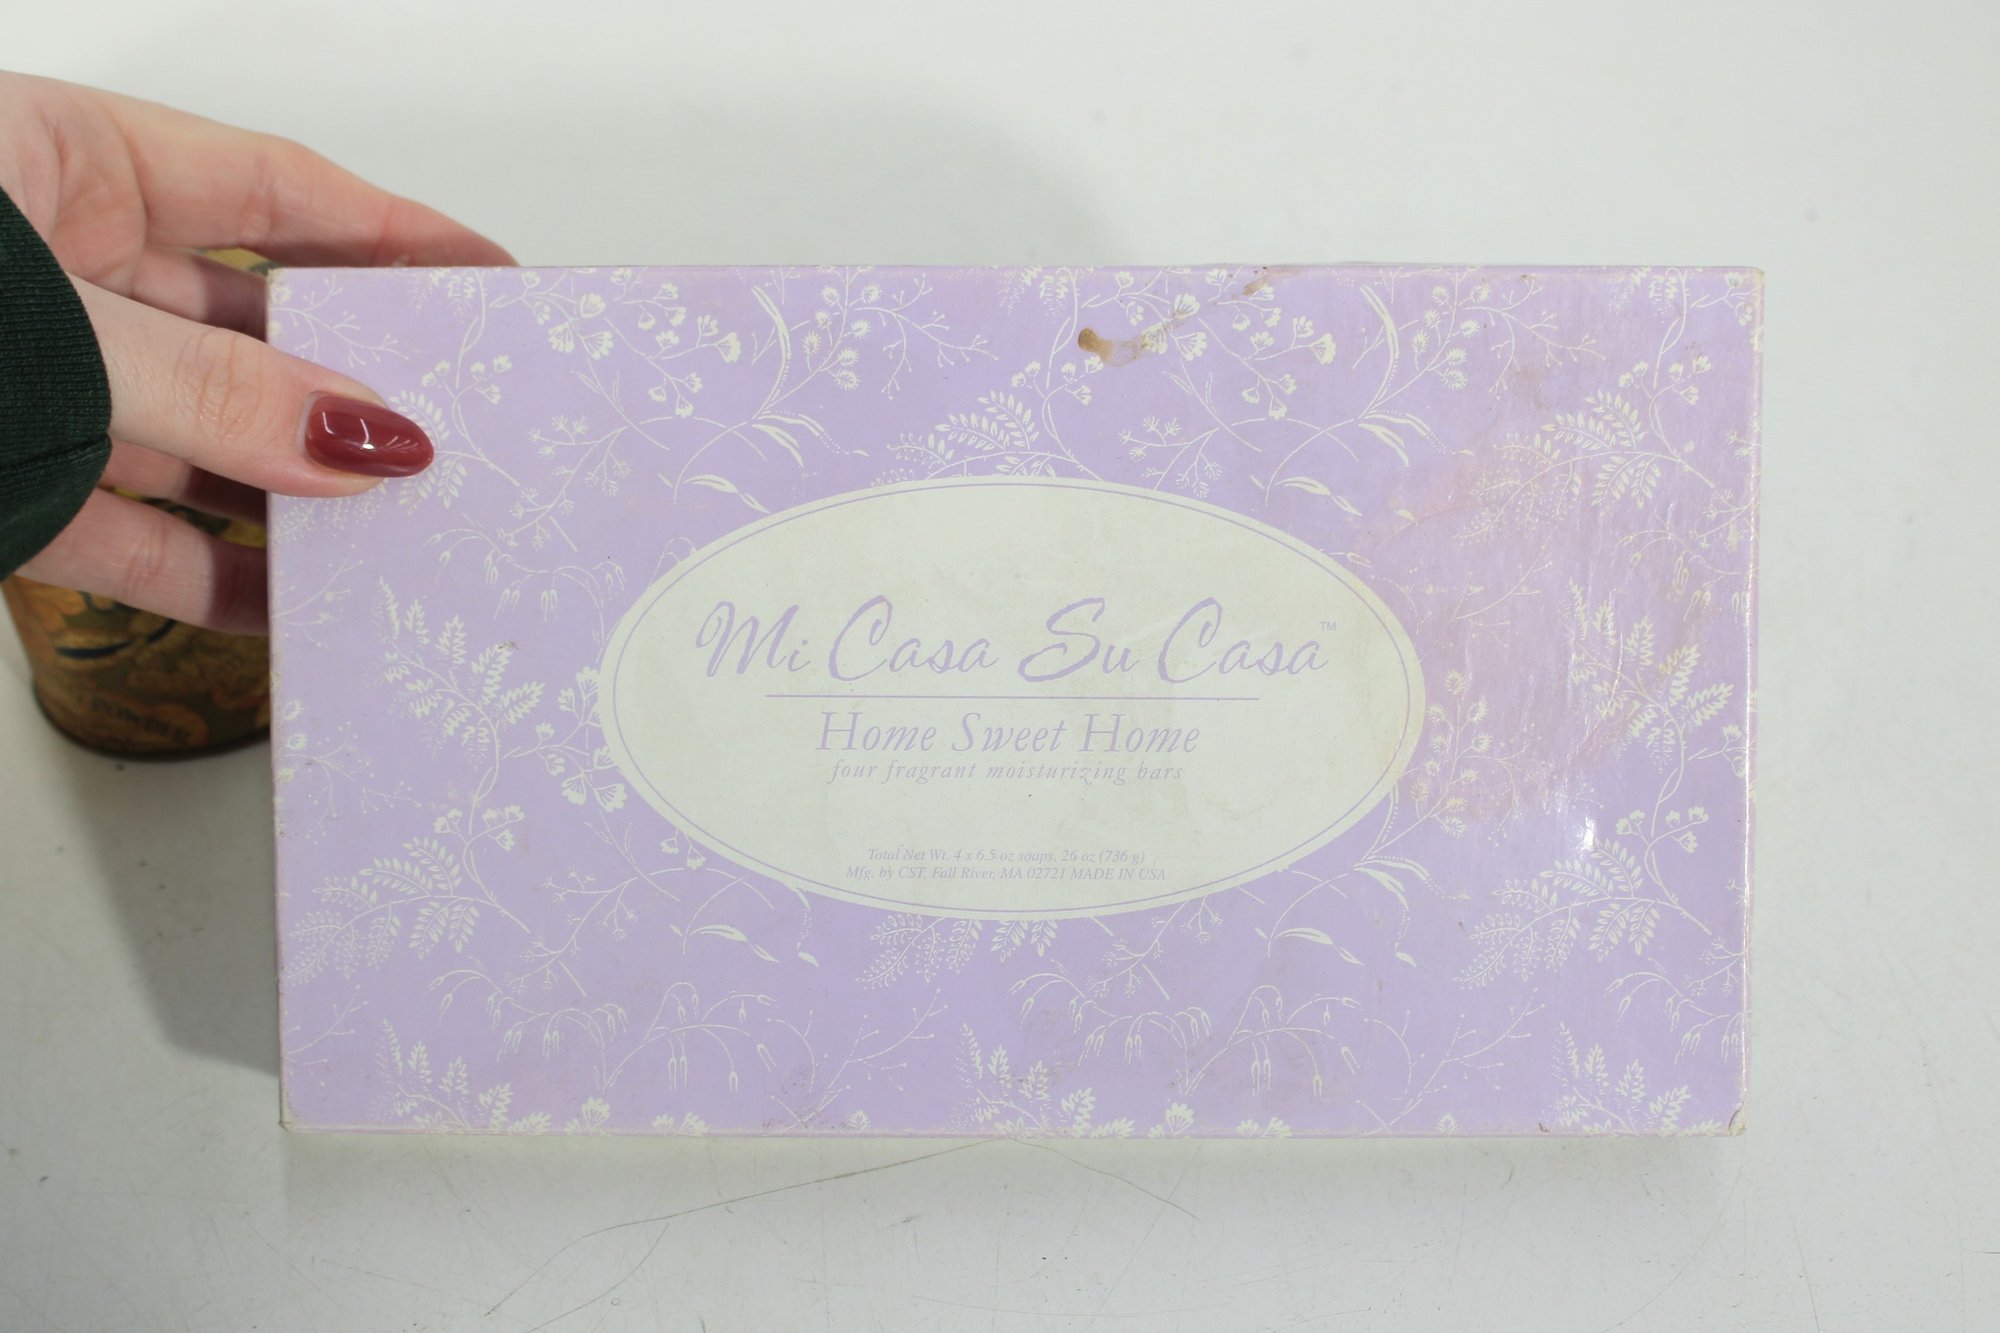 Mi Casa Su Casa™
Home Sweet Home
four fragrant moisturizing bars
Total Net Wt. 4 x 6.5 oz soaps, 26 oz (736 g)
Mfg. by CST, Fall River, MA 02721 MADE IN USA